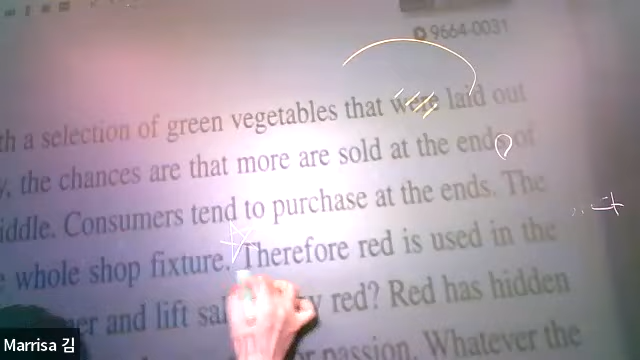 9664-0031
th a selection of green vegetables that were laid out
y, the chances are that more are sold at the ends of
iddle. Consumers tend to purchase at the ends. The
e whole shop fixture. Therefore red is used in the
er and lift sal y red? Red has hidden
or passion. Whatever the
Marrisa 김